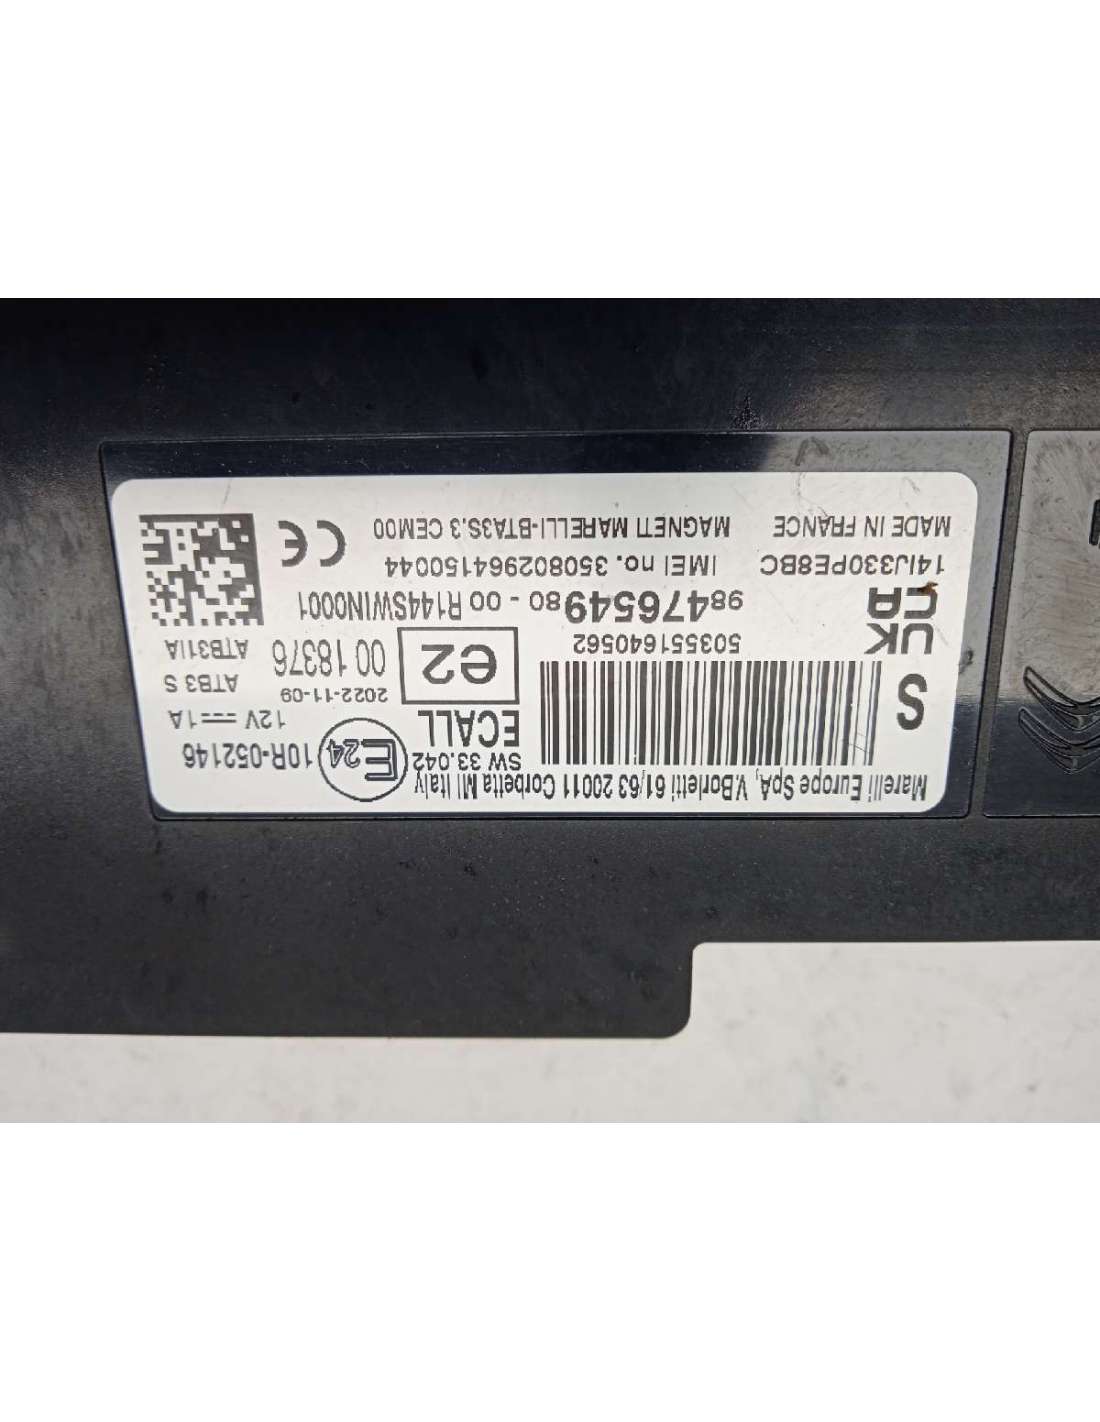 Marelli Europe SpA, V.Borletti 61/63 20011 Corbetta MI Italy
S
SW 33.042
ECALL
E24
10R-052146
12V 1A
503551640562
e2
2022-11-09
00 18376
ATB3 S
ATB311A
UK
CA
9847654980 - 00 R144SWIN0001
14IJ330PE8BC IMEI no. 350802964150044
MADE IN FRANCE MAGNETI MARELLI-BTA3S.3 CEM00
CE